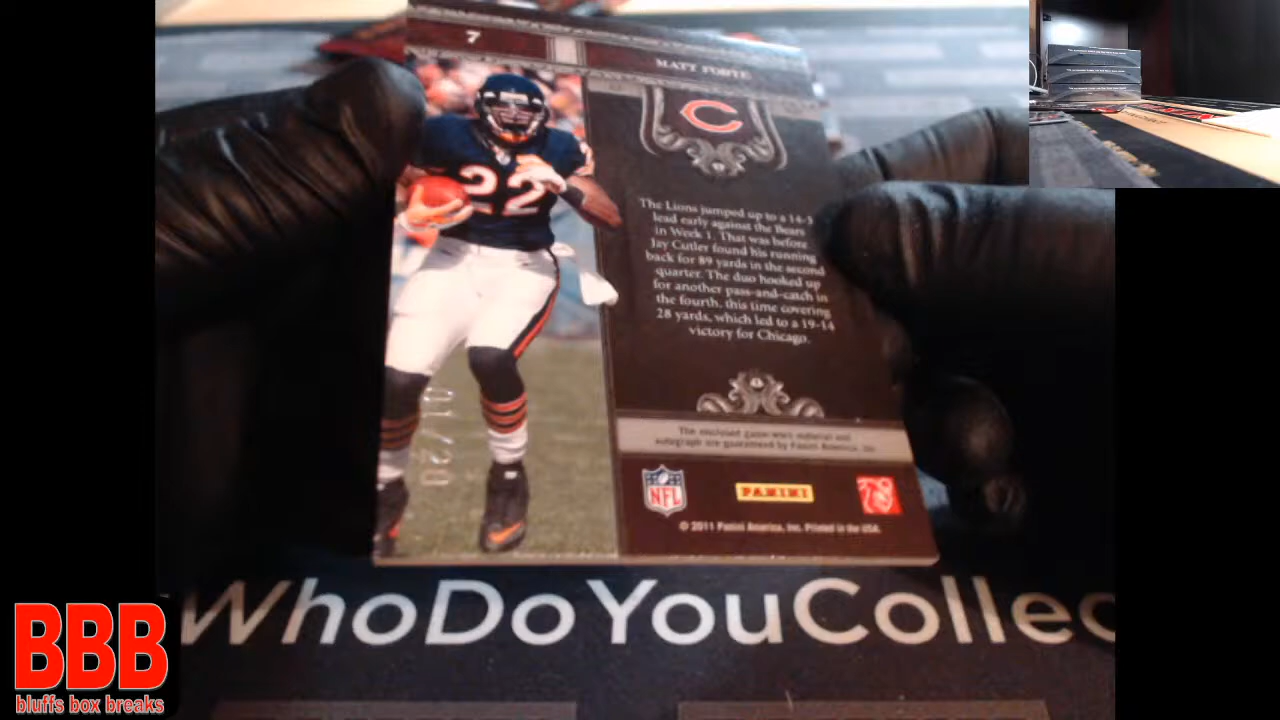 7
MATT FORTE
C
22
The Lions jumped up to a 14-3
lead early against the Bears
in Week 1. That was before
Jay Cutler found his running
back for 89 yards in the second
quarter. The duo hooked up
for another pass-and-catch in
the fourth, this time covering
28 yards, which led to a 19-14
victory for Chicago.
01/20
The enclosed game-worn material and
autograph are guaranteed by Panini America, Inc.
NFL
PANINI
© 2011 Panini America, Inc. Printed in the USA.
WhoDoYouCollec
BBB
bluffs box breaks